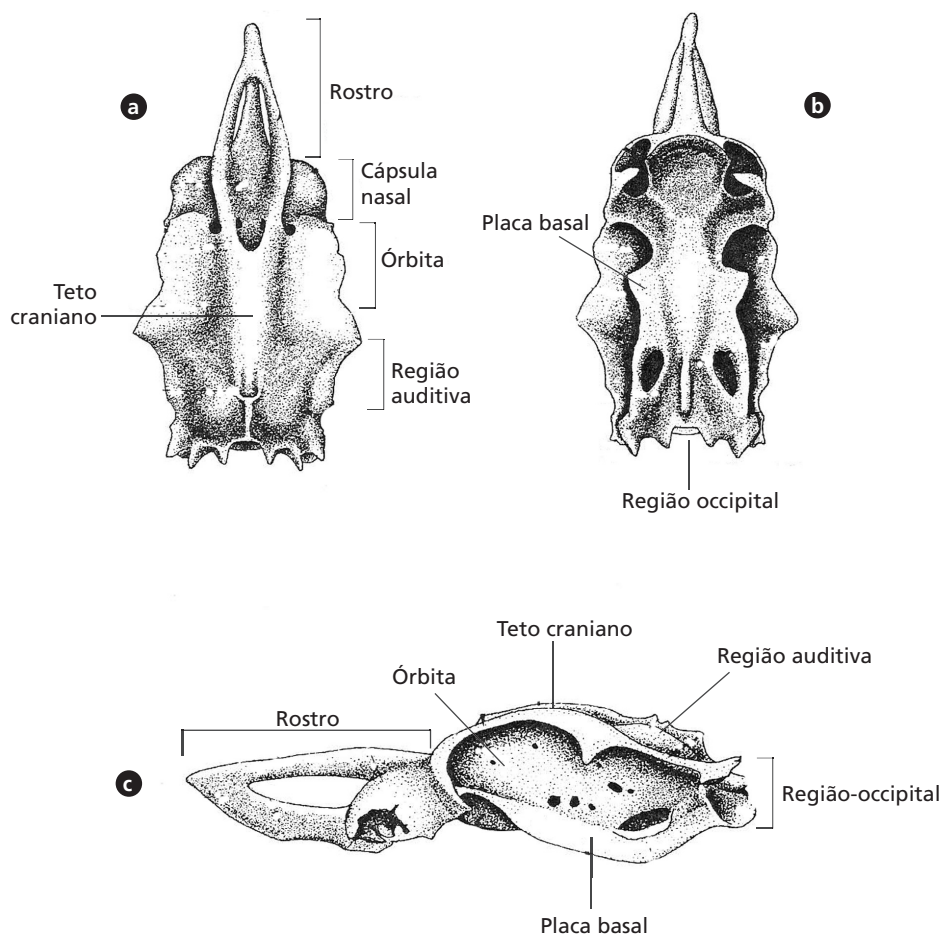 a
Rostro
b
Cápsula
nasal
Placa basal
Órbita
Teto
craniano
Região
auditiva
Região occipital
Teto craniano
Região auditiva
Órbita
Rostro
c
Região-occipital
Placa basal